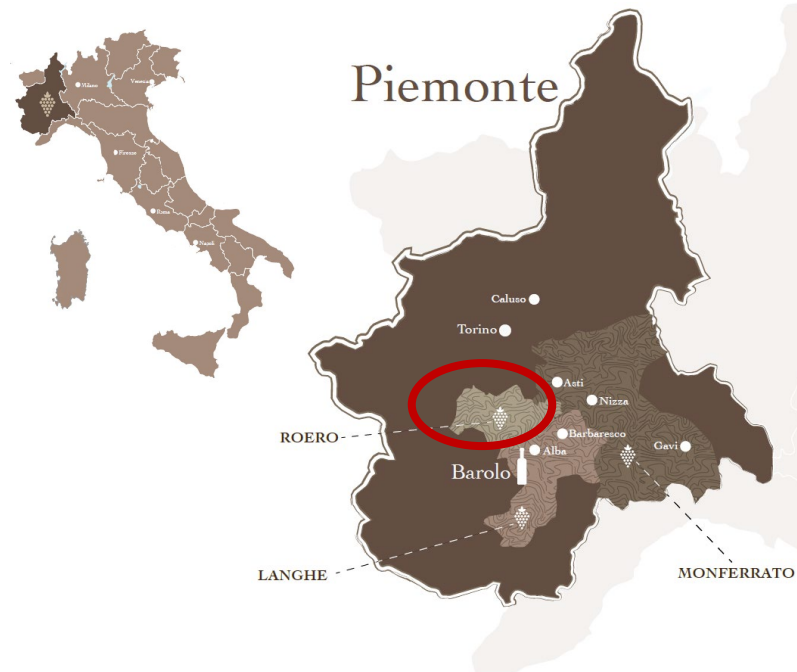 Piemonte
Milano
Venezia
Firenze
Roma
Napoli
Caluso
Torino
Asti
Nizza
ROERO
Barbaresco
Gavi
Alba
Barolo
LANGHE
MONFERRATO